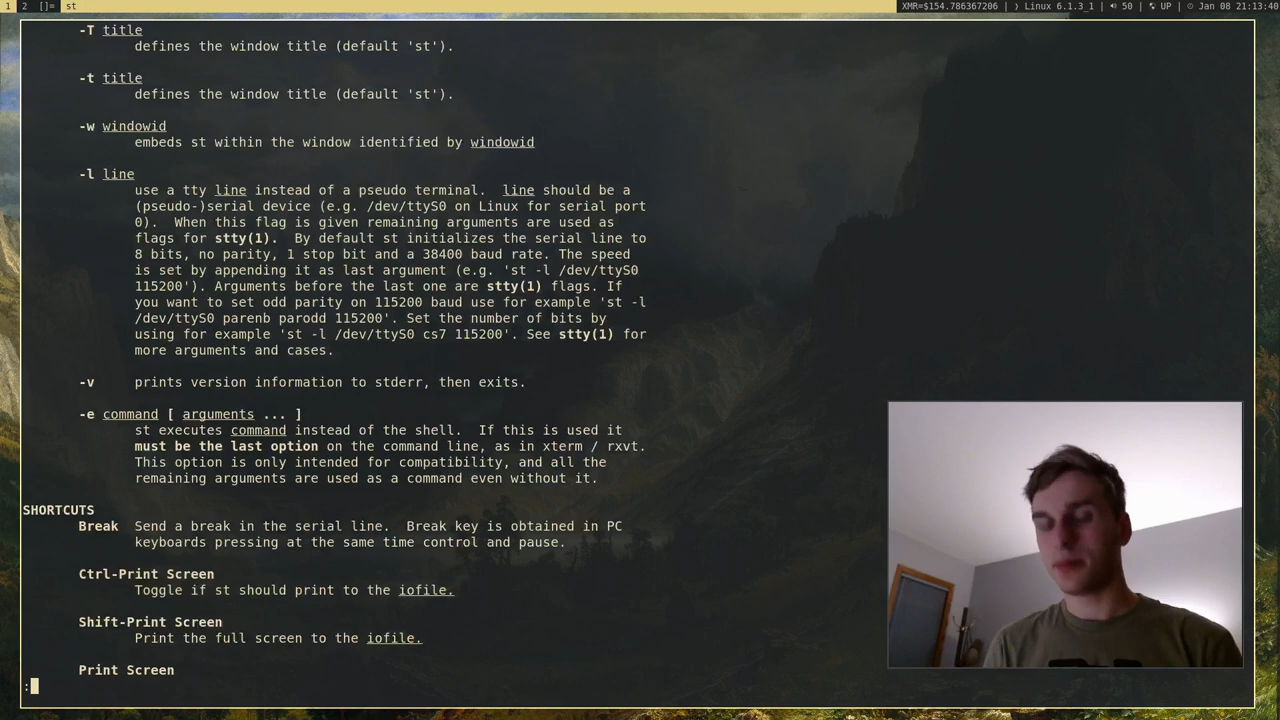 1 2 []= st XMR=$154.786367206 | Linux 6.1.3_1 | 50 | UP | Jan 08 21:13:40
-T title
defines the window title (default 'st').
-t title
defines the window title (default 'st').
-w windowid
embeds st within the window identified by windowid
-l line
use a tty line instead of a pseudo terminal.  line should be a
(pseudo-)serial device (e.g. /dev/ttyS0 on Linux for serial port
0).  When this flag is given remaining arguments are used as
flags for stty(1).  By default st initializes the serial line to
8 bits, no parity, 1 stop bit and a 38400 baud rate. The speed
is set by appending it as last argument (e.g. 'st -l /dev/ttyS0
115200'). Arguments before the last one are stty(1) flags. If
you want to set odd parity on 115200 baud use for example 'st -l
/dev/ttyS0 parenb parodd 115200'. Set the number of bits by
using for example 'st -l /dev/ttyS0 cs7 115200'. See stty(1) for
more arguments and cases.
-v prints version information to stderr, then exits.
-e command [ arguments ... ]
st executes command instead of the shell.  If this is used it
must be the last option on the command line, as in xterm / rxvt.
This option is only intended for compatibility, and all the
remaining arguments are used as a command even without it.
SHORTCUTS
Break  Send a break in the serial line.  Break key is obtained in PC
keyboards pressing at the same time control and pause.
Ctrl-Print Screen
Toggle if st should print to the iofile.
Shift-Print Screen
Print the full screen to the iofile.
Print Screen
: